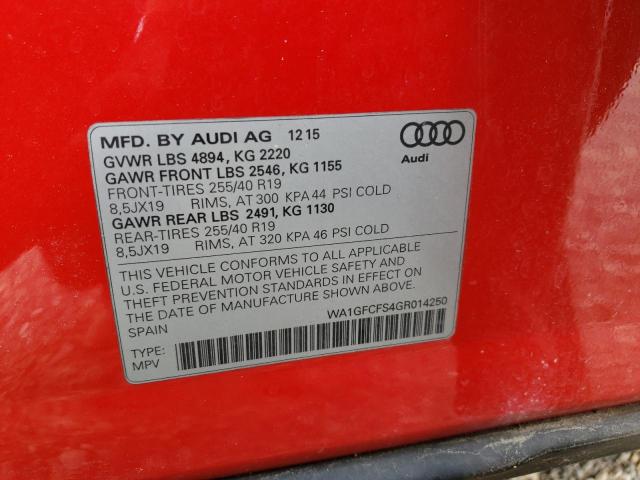 MFD. BY AUDI AG 12 15
GVWR LBS 4894, KG 2220
GAWR FRONT LBS 2546, KG 1155
FRONT-TIRES 255/40 R19
8,5JX19 RIMS, AT 300 KPA 44 PSI COLD
GAWR REAR LBS 2491, KG 1130
REAR-TIRES 255/40 R19
8,5JX19 RIMS, AT 320 KPA 46 PSI COLD
Audi
THIS VEHICLE CONFORMS TO ALL APPLICABLE
U.S. FEDERAL MOTOR VEHICLE SAFETY AND
THEFT PREVENTION STANDARDS IN EFFECT ON
THE DATE OF MANUFACTURE SHOWN ABOVE.
SPAIN
WA1GFCFS4GR014250
TYPE:
MPV